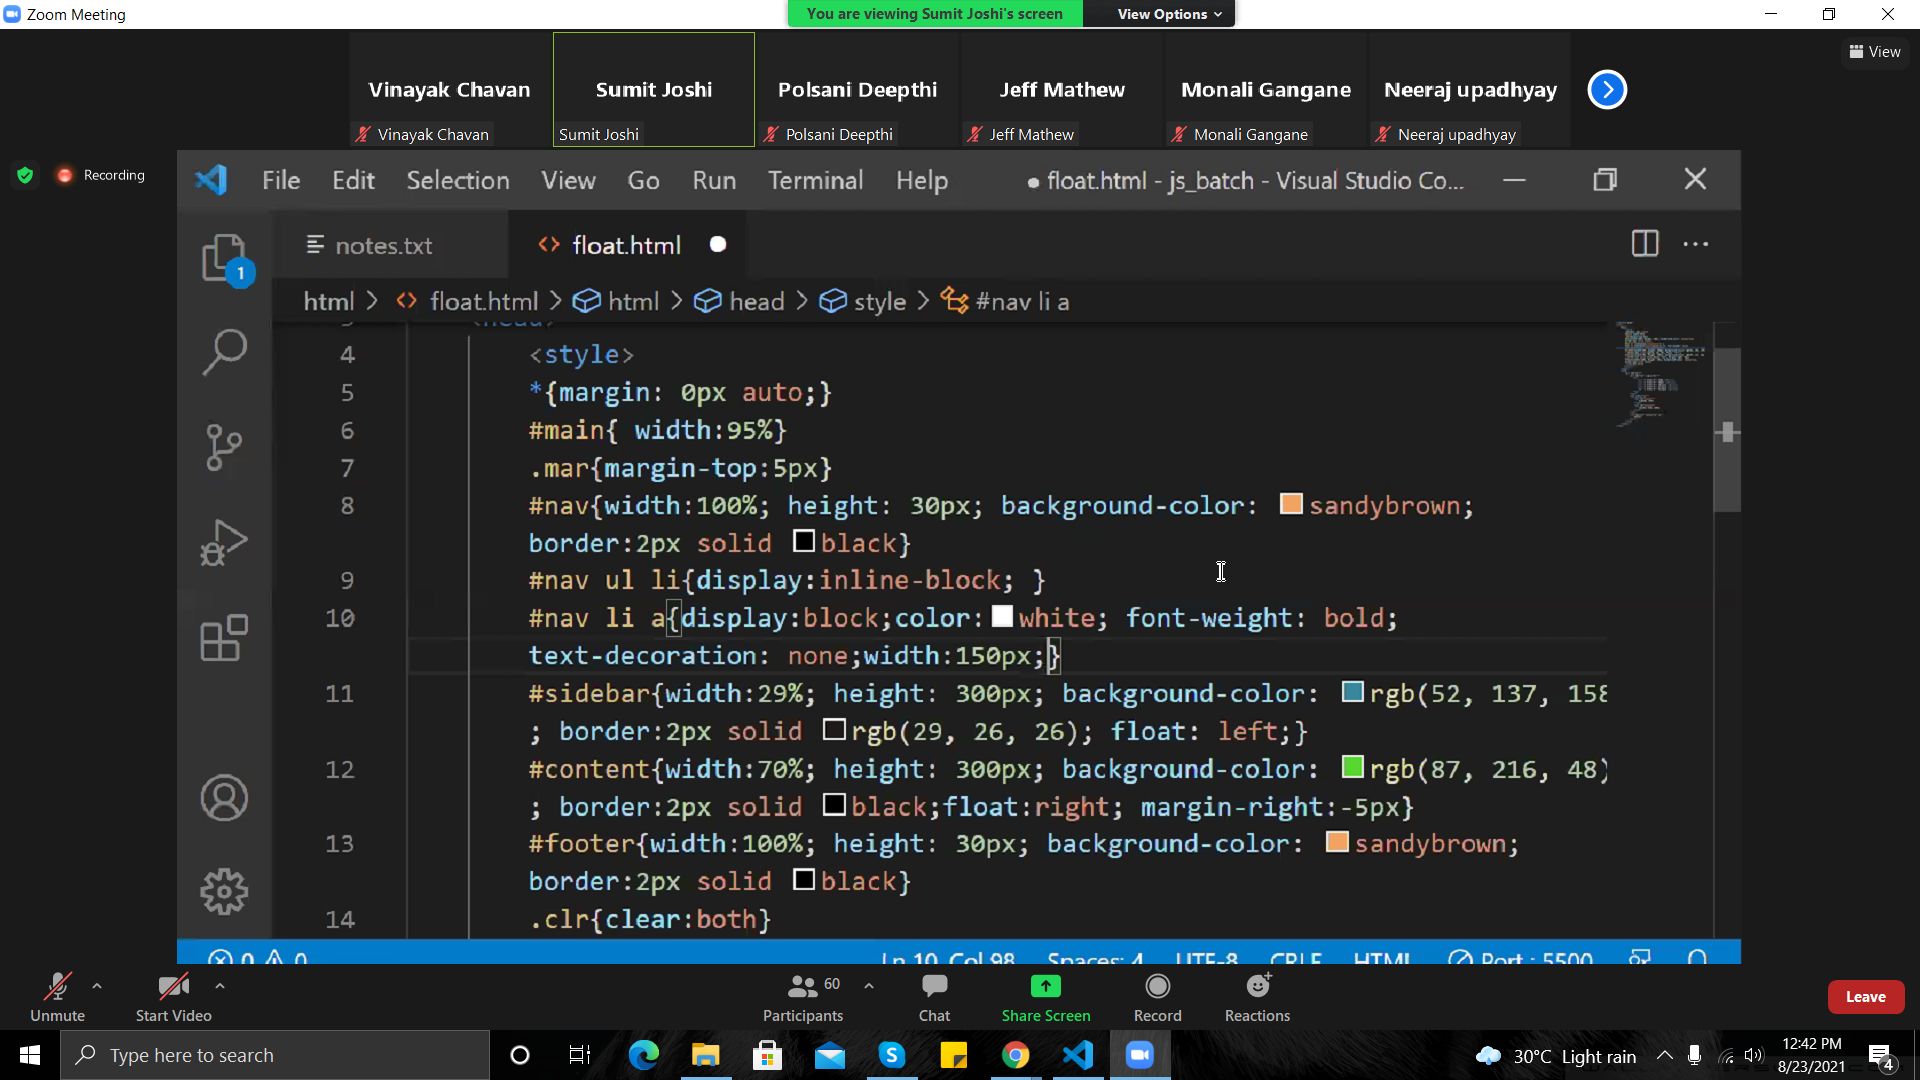 Zoom Meeting
You are viewing Sumit Joshi's screen
View Options
View
Vinayak Chavan
Sumit Joshi
Polsani Deepthi
Jeff Mathew
Monali Gangane
Neeraj upadhyay
Vinayak Chavan
Sumit Joshi
Polsani Deepthi
Jeff Mathew
Monali Gangane
Neeraj upadhyay
Recording
File Edit Selection View Go Run Terminal Help
● float.html - js_batch - Visual Studio Co...
notes.txt
<> float.html
1
html > <> float.html > html > head > style > #nav li a
3 <head>
4 <style>
5 *{margin: 0px auto;}
6 #main{ width:95%}
7 .mar{margin-top:5px}
8 #nav{width:100%; height: 30px; background-color: sandybrown;
border:2px solid black}
9 #nav ul li{display:inline-block; }
10 #nav li a{display:block;color: white; font-weight: bold;
text-decoration: none;width:150px;}
11 #sidebar{width:29%; height: 300px; background-color: rgb(52, 137, 158
; border:2px solid rgb(29, 26, 26); float: left;}
12 #content{width:70%; height: 300px; background-color: rgb(87, 216, 48)
; border:2px solid black;float:right; margin-right:-5px}
13 #footer{width:100%; height: 30px; background-color: sandybrown;
border:2px solid black}
14 .clr{clear:both}
0 0 Ln 10, Col 98 Spaces: 4 UTF-8 CRLF HTML Port : 5500
Unmute
Start Video
60
Participants
Chat
Share Screen
Record
Reactions
Leave
Type here to search
30°C Light rain
12:42 PM
8/23/2021
4